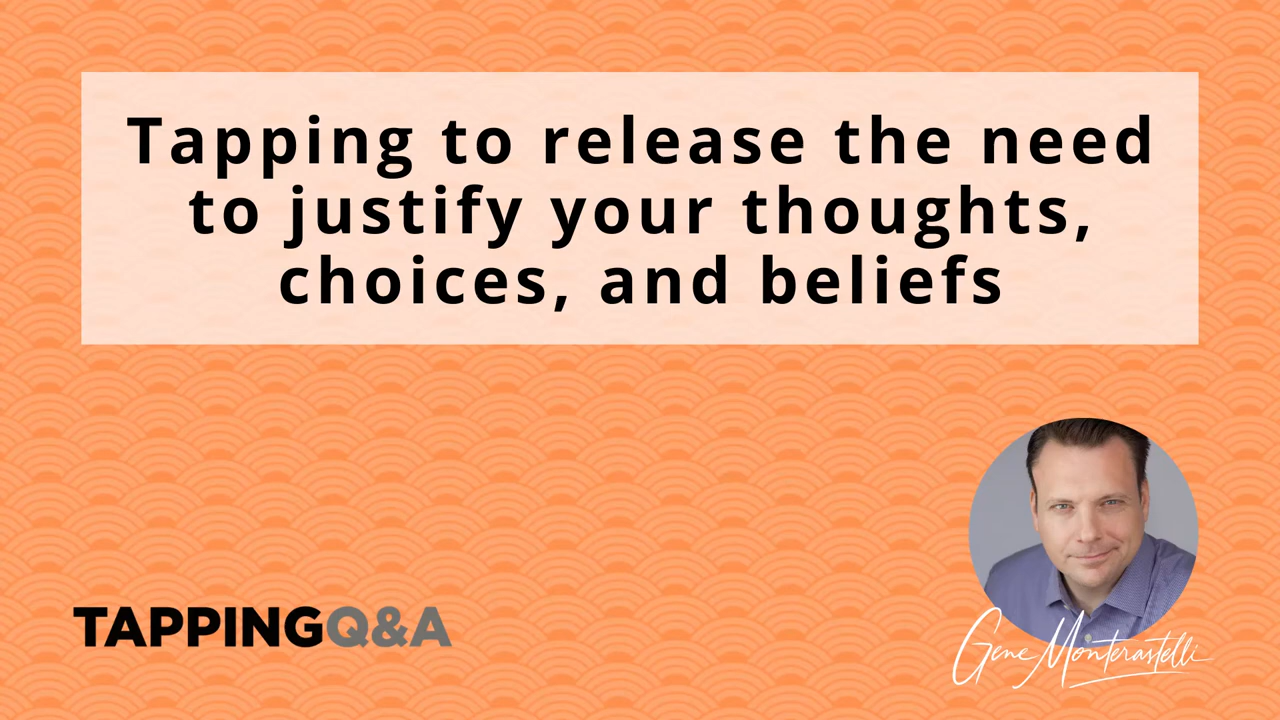 Tapping to release the need
to justify your thoughts,
choices, and beliefs
TAPPINGQ&A
Gene Monterastelli